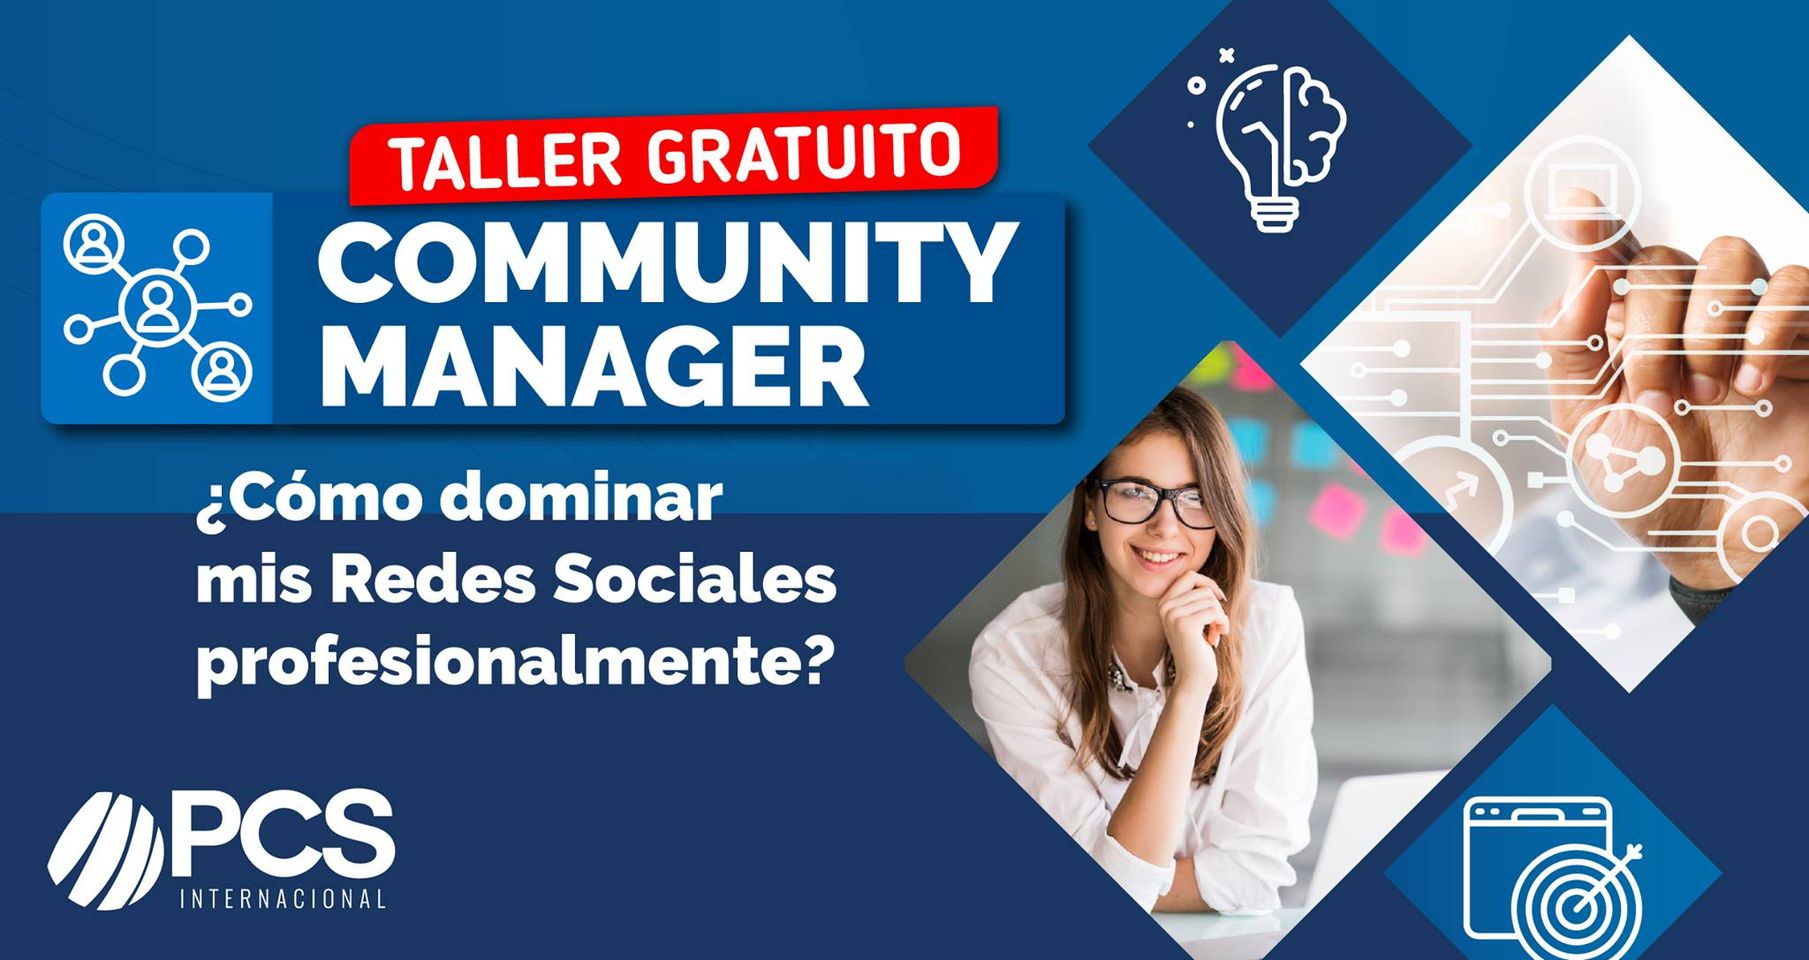 TALLER GRATUITO
COMMUNITY
MANAGER
¿Cómo dominar
mis Redes Sociales
profesionalmente?
PCS
INTERNACIONAL